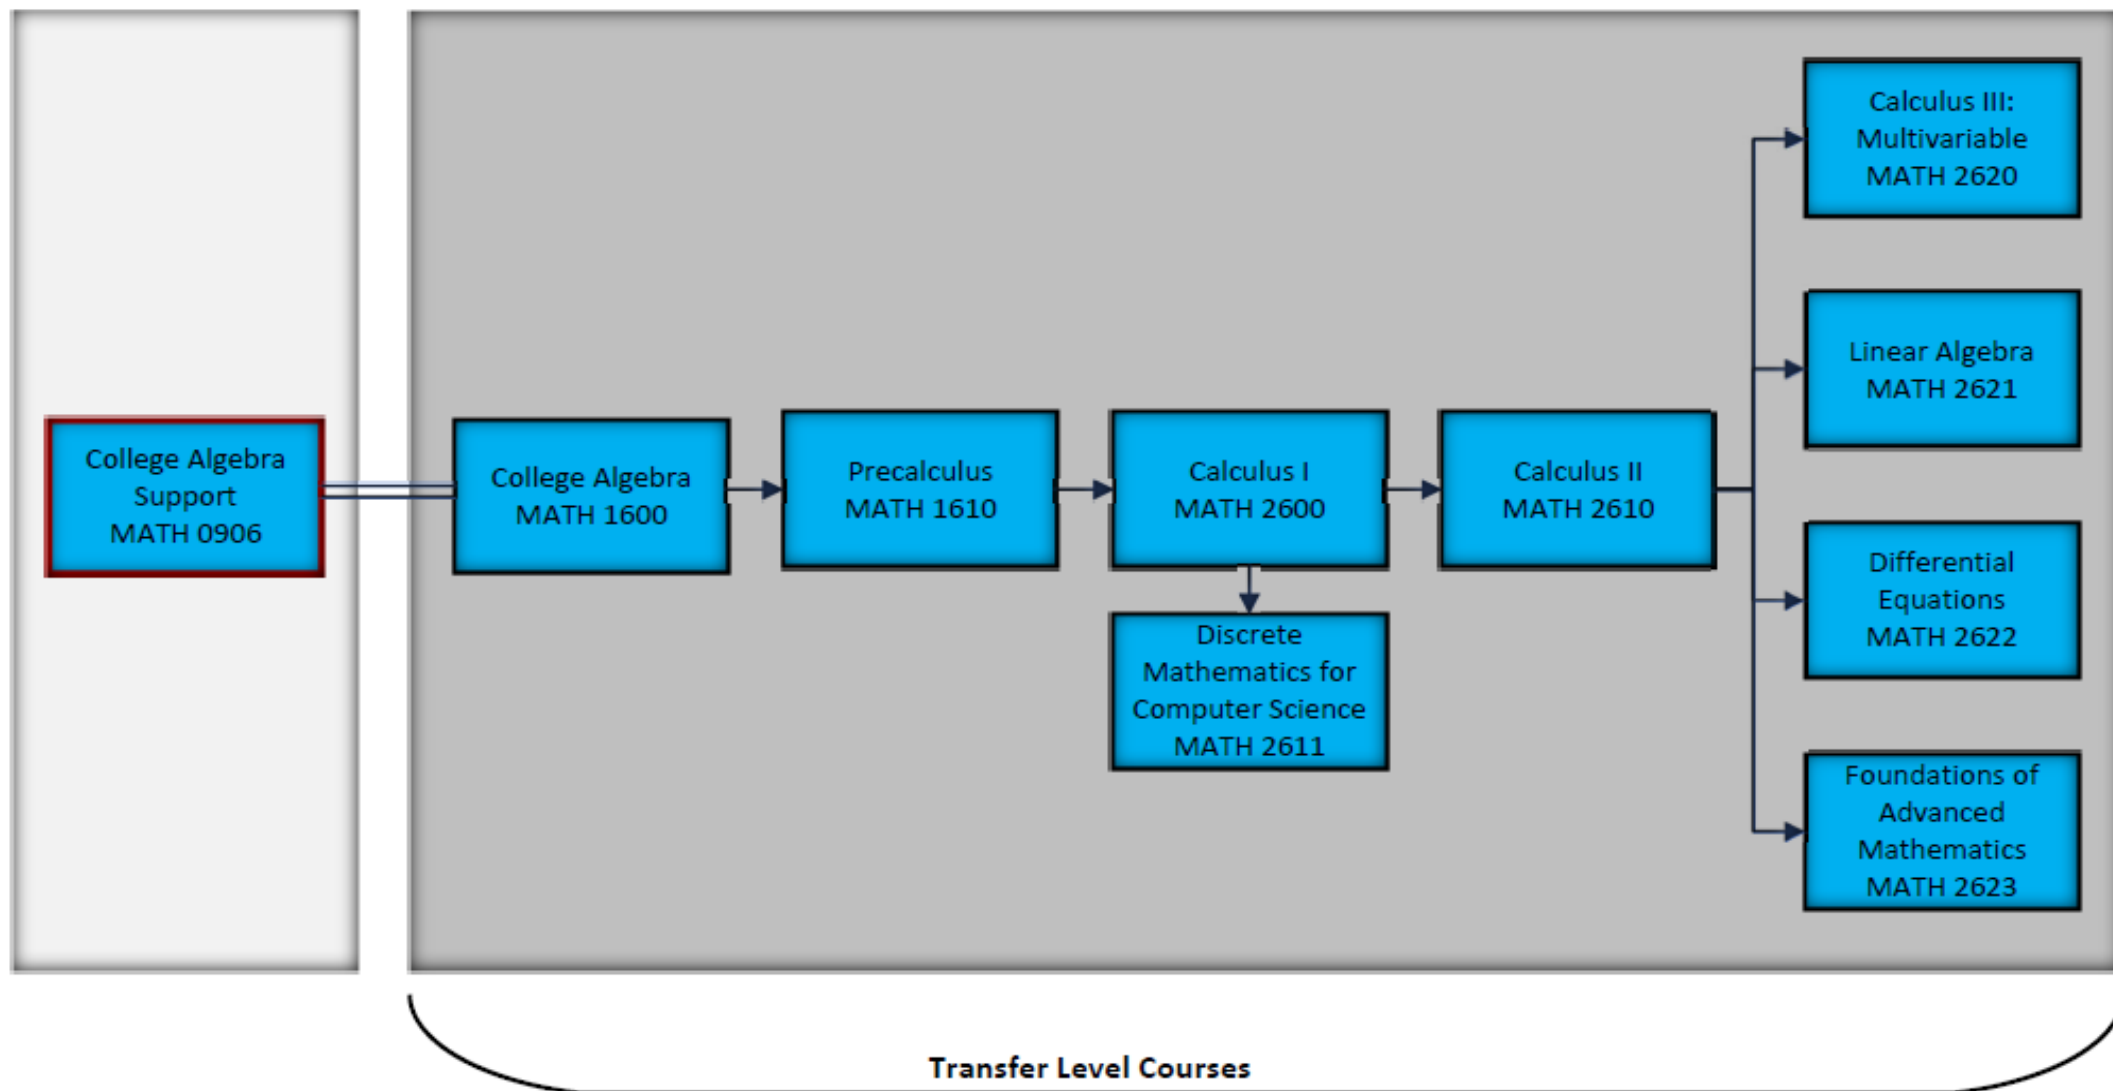 College Algebra
Support
MATH 0906
College Algebra
MATH 1600
Precalculus
MATH 1610
Calculus I
MATH 2600
Discrete
Mathematics for
Computer Science
MATH 2611
Calculus II
MATH 2610
Calculus III:
Multivariable
MATH 2620
Linear Algebra
MATH 2621
Differential
Equations
MATH 2622
Foundations of
Advanced
Mathematics
MATH 2623
Transfer Level Courses